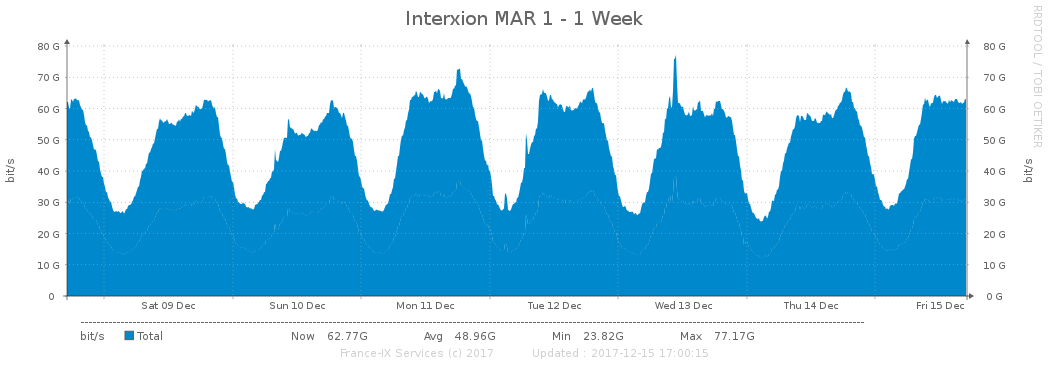 Interxion MAR 1 - 1 Week
RRDTOOL / TOBI OETIKER
bit/s
80 G 80 G
70 G 70 G
60 G 60 G
50 G 50 G
40 G 40 G
30 G 30 G
20 G 20 G
10 G 10 G
0 0 G
bit/s
Sat 09 Dec Sun 10 Dec Mon 11 Dec Tue 12 Dec Wed 13 Dec Thu 14 Dec Fri 15 Dec
bit/s Total Now 62.77G Avg 48.96G Min 23.82G Max 77.17G
France-IX Services (c) 2017 Updated : 2017-12-15 17:00:15